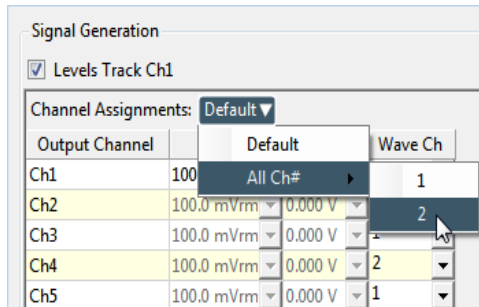 Signal Generation
Levels Track Ch1
Channel Assignments: Default
Output Channel Default Wave Ch
Ch1 100 All Ch# 1
Ch2 100.0 mVrm 0.000 V 2
Ch3 100.0 mVrm 0.000 V
Ch4 100.0 mVrm 0.000 V 2
Ch5 100.0 mVrm 0.000 V 1